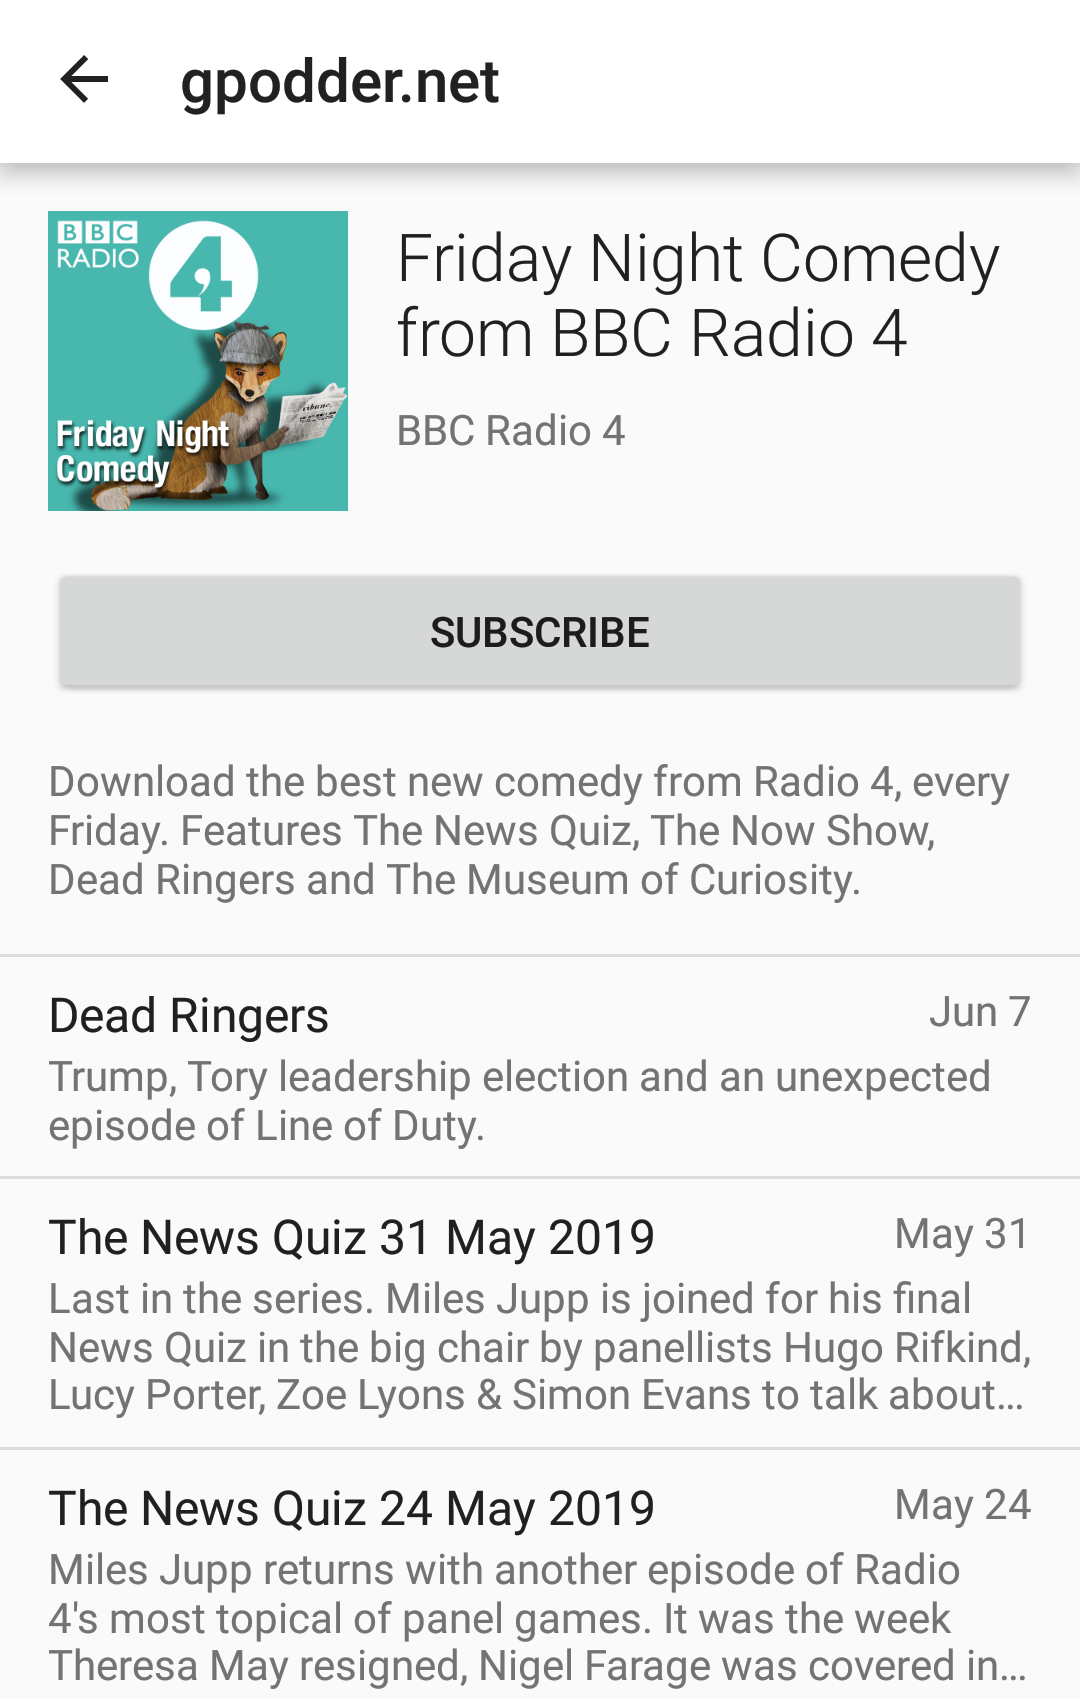 gpodder.net
BBC
RADIO 4
Friday Night
Comedy
Friday Night Comedy
from BBC Radio 4
BBC Radio 4
SUBSCRIBE
Download the best new comedy from Radio 4, every
Friday. Features The News Quiz, The Now Show,
Dead Ringers and The Museum of Curiosity.
Dead Ringers Jun 7
Trump, Tory leadership election and an unexpected
episode of Line of Duty.
The News Quiz 31 May 2019 May 31
Last in the series. Miles Jupp is joined for his final
News Quiz in the big chair by panellists Hugo Rifkind,
Lucy Porter, Zoe Lyons & Simon Evans to talk about...
The News Quiz 24 May 2019 May 24
Miles Jupp returns with another episode of Radio
4's most topical of panel games. It was the week
Theresa May resigned, Nigel Farage was covered in...